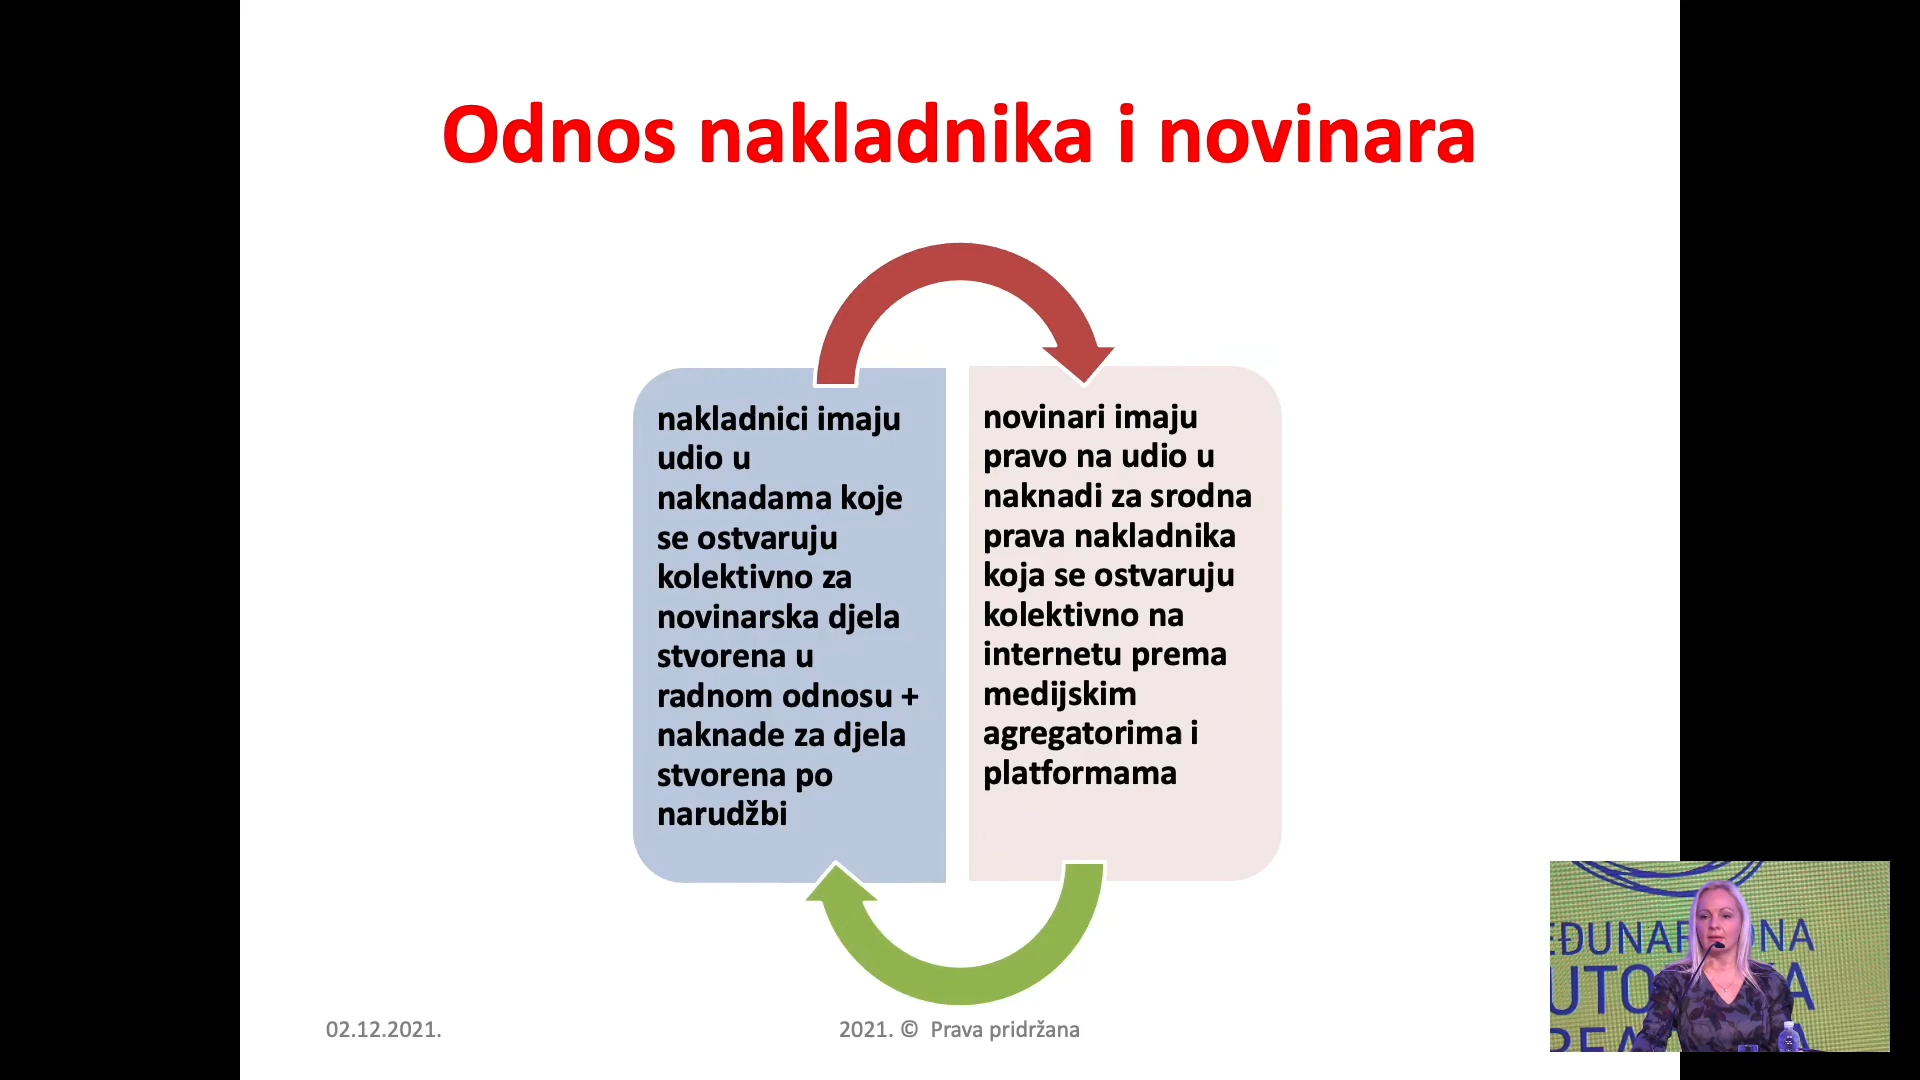 Odnos nakladnika i novinara
nakladnici imaju
udio u
naknadama koje
se ostvaruju
kolektivno za
novinarska djela
stvorena u
radnom odnosu +
naknade za djela
stvorena po
narudžbi
novinari imaju
pravo na udio u
naknadi za srodna
prava nakladnika
koja se ostvaruju
kolektivno na
internetu prema
medijskim
agregatorima i
platformama
02.12.2021.
2021. © Prava pridržana